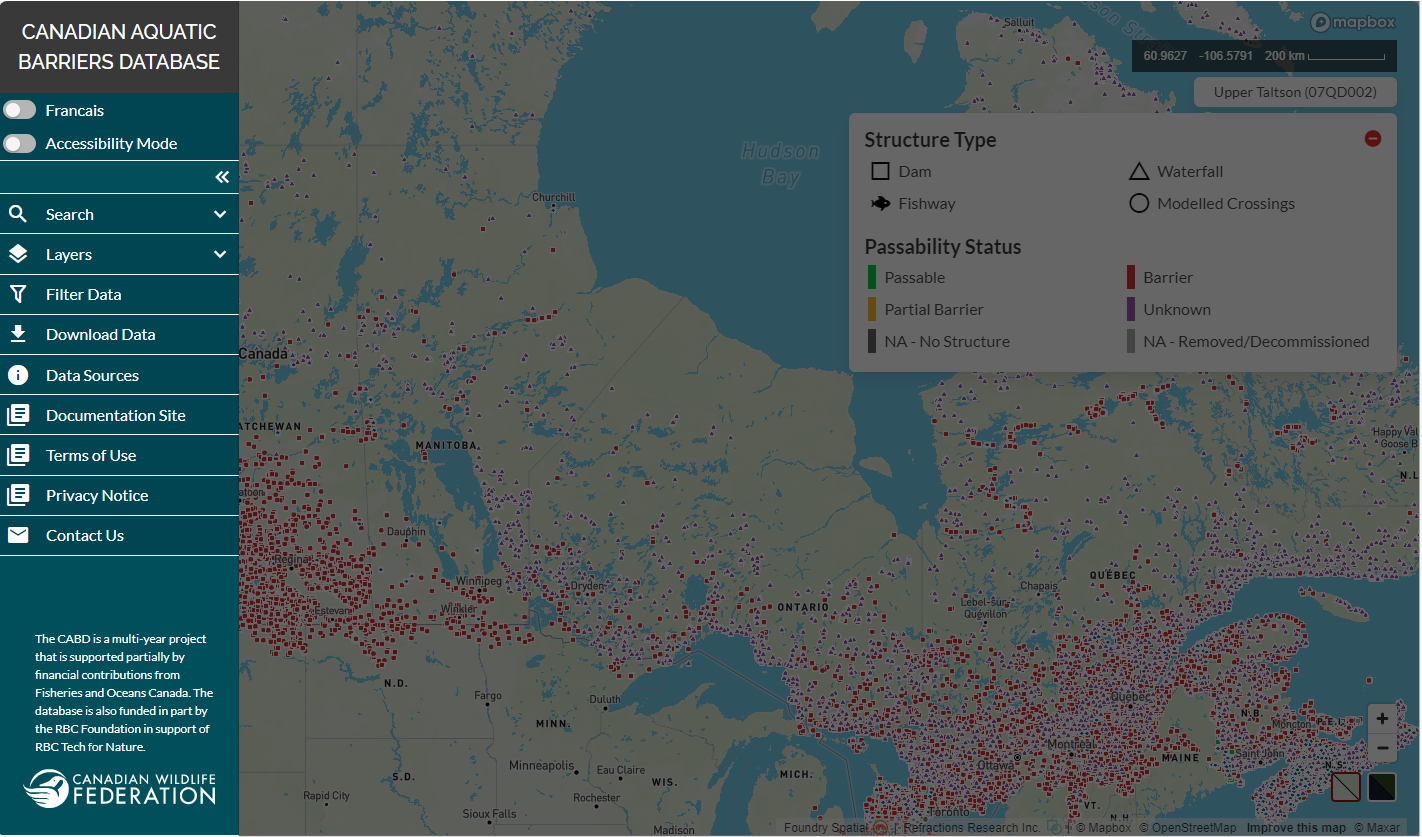 CANADIAN AQUATIC
BARRIERS DATABASE
Francais
Accessibility Mode
Search
Layers
Filter Data
Download Data
Data Sources
Documentation Site
Terms of Use
Privacy Notice
Contact Us
The CABD is a multi-year project
that is supported partially by
financial contributions from
Fisheries and Oceans Canada. The
database is also funded in part by
the RBC Foundation in support of
RBC Tech for Nature.
CANADIAN WILDLIFE
FEDERATION
Salluit
mapbox
60.9627 -106.5791 200 km
Upper Taltson (07QD002)
Structure Type
Dam
Waterfall
Fishway
Modelled Crossings
Passability Status
Passable
Barrier
Partial Barrier
Unknown
NA - No Structure
NA - Removed/Decommissioned
Hudson
Bay
Churchill
Canada
ATCHEWAN
MANITOBA
Happy Val
Goose B
N.L
atoon
Dauphin
Regina
Winnipeg
Dryden
Estevan
Winkler
ONTARIO
Chapais
QUÉBEC
Lebel-sur-
Quévillon
N.D.
Fargo
Duluth
MINN.
Québec
N.B.
Moncton
P.E.I.
Saint John
N.S.
Montréal
MAINE
Ottawa
S.D.
Minneapolis
Eau Claire
WIS.
MICH.
Rapid City
Rochester
Sioux Falls
Madison
Toronto
VT.
N.H
Foundry Spatial
Refractions Research Inc.
© Mapbox © OpenStreetMap Improve this map © Maxar